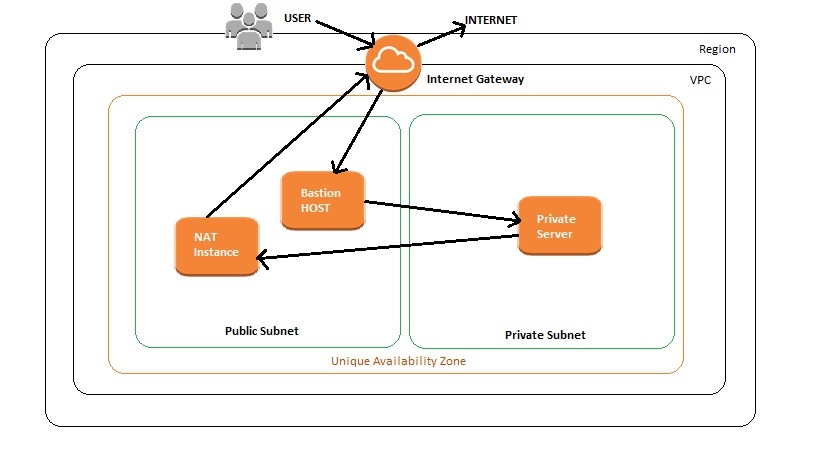 USER
INTERNET
Region
Internet Gateway
VPC
Bastion
HOST
NAT
Instance
Private
Server
Public Subnet
Private Subnet
Unique Availability Zone